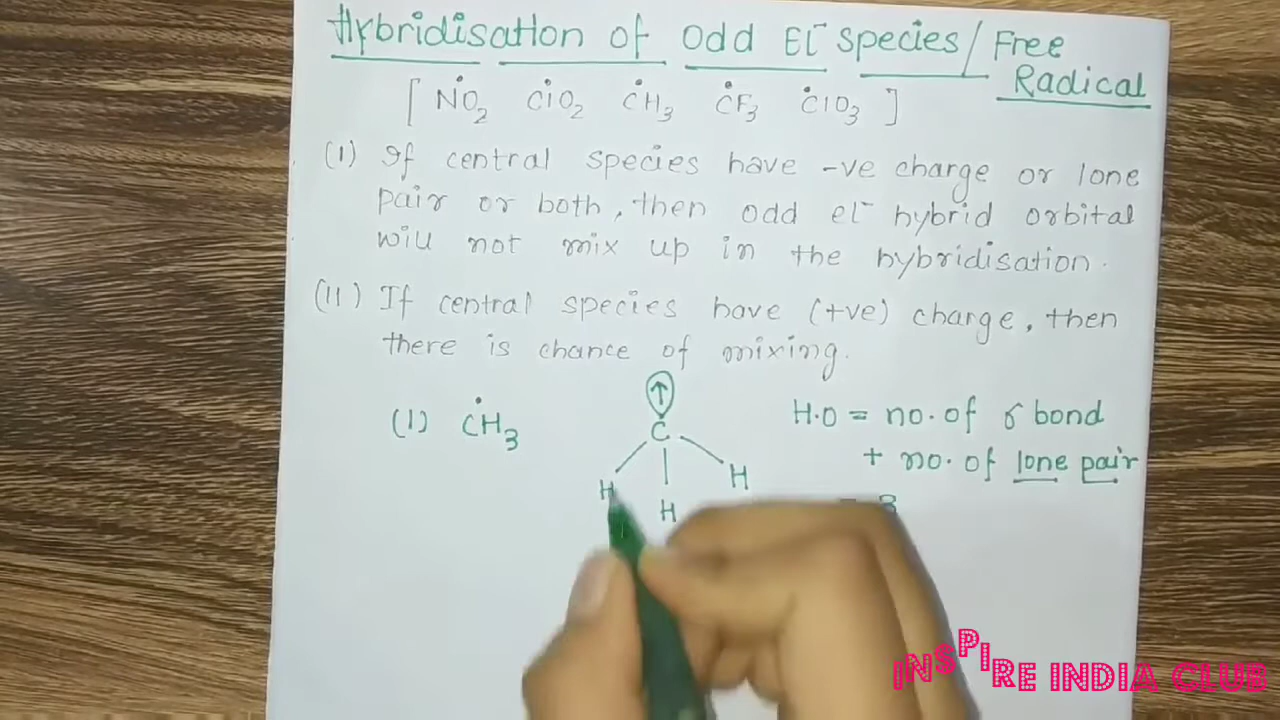 Hybridisation of Odd El⁻ Species / Free Radical
[ ṄO₂ ĊlO₂ ĊH₃ ĊF₃ ĊlO₃ ]
(I) If central species have -ve charge or lone
pair or both, then odd el⁻ hybrid orbital
will not mix up in the hybridisation.
(II) If central species have (+ve) charge, then
there is chance of mixing.
(I) ĊH₃
↑
C
H H H
H.O = no. of σ bond
+ no. of lone pair
= 3
INSPIRE INDIA CLUB